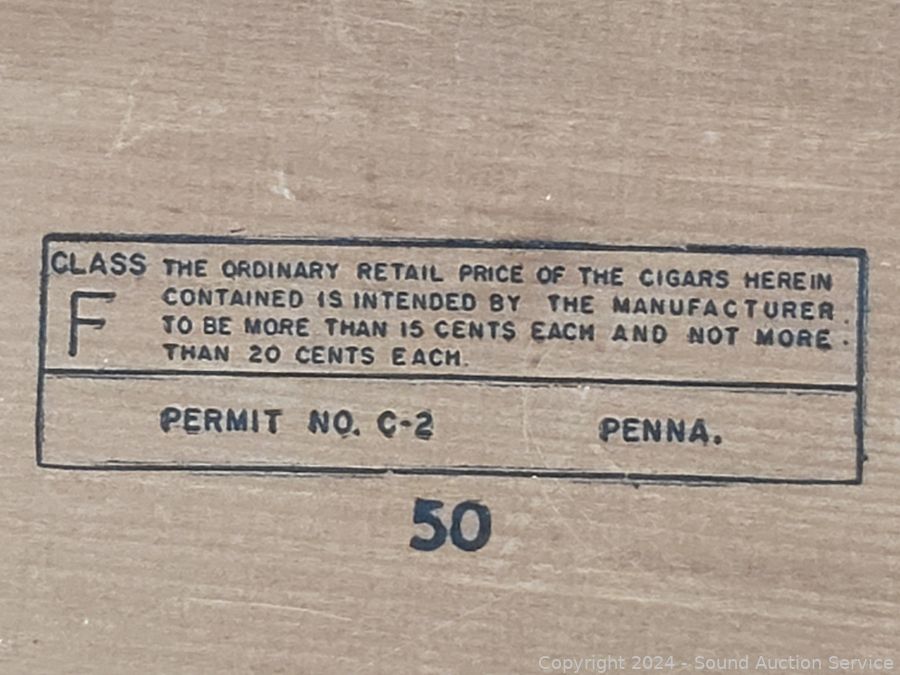 CLASS THE ORDINARY RETAIL PRICE OF THE CIGARS HEREIN
F CONTAINED IS INTENDED BY THE MANUFACTURER
TO BE MORE THAN 15 CENTS EACH AND NOT MORE
THAN 20 CENTS EACH.
PERMIT NO. C-2 PENNA.
50
Copyright 2024 - Sound Auction Service